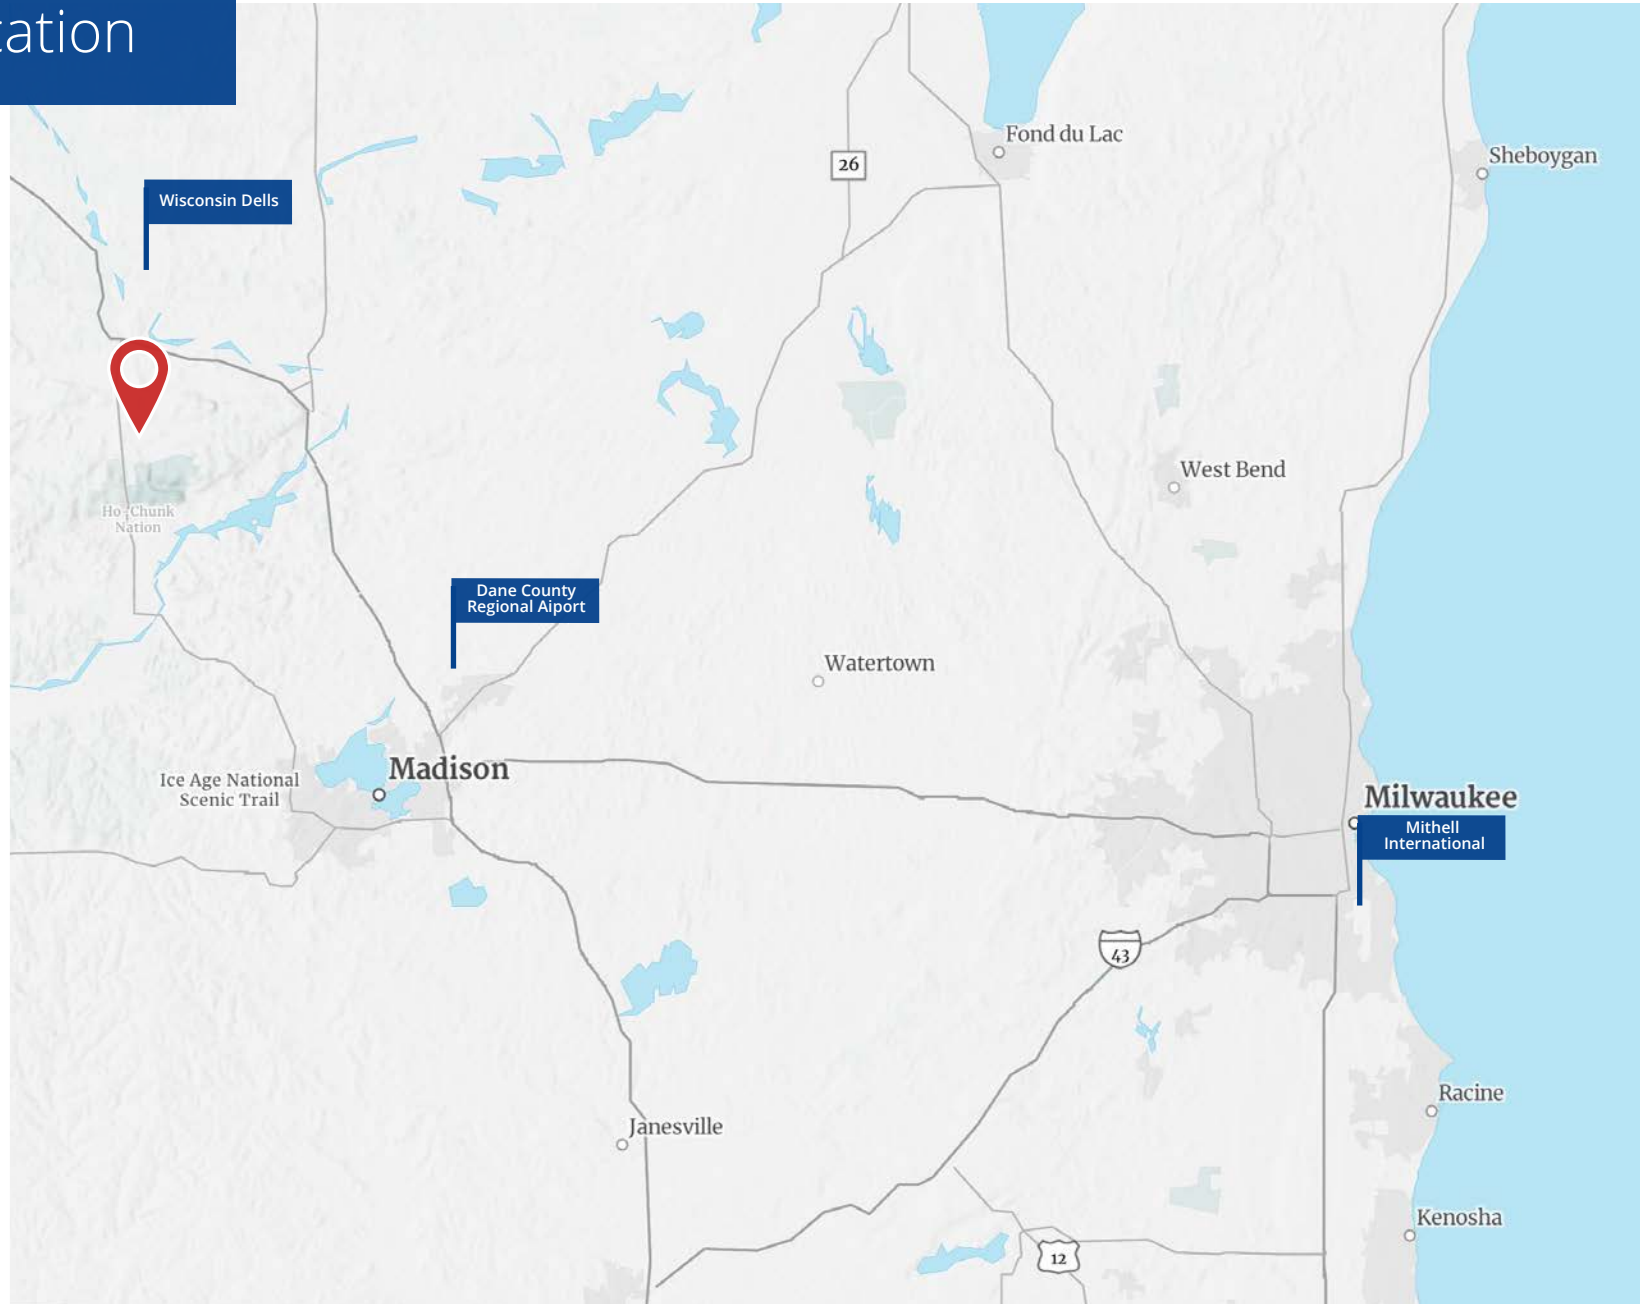 cation
Fond du Lac
Sheboygan
26
Wisconsin Dells
West Bend
Ho-Chunk
Nation
Dane County
Regional Aiport
Watertown
Madison
Ice Age National
Scenic Trail
Milwaukee
Mithell
International
43
Racine
Janesville
Kenosha
12